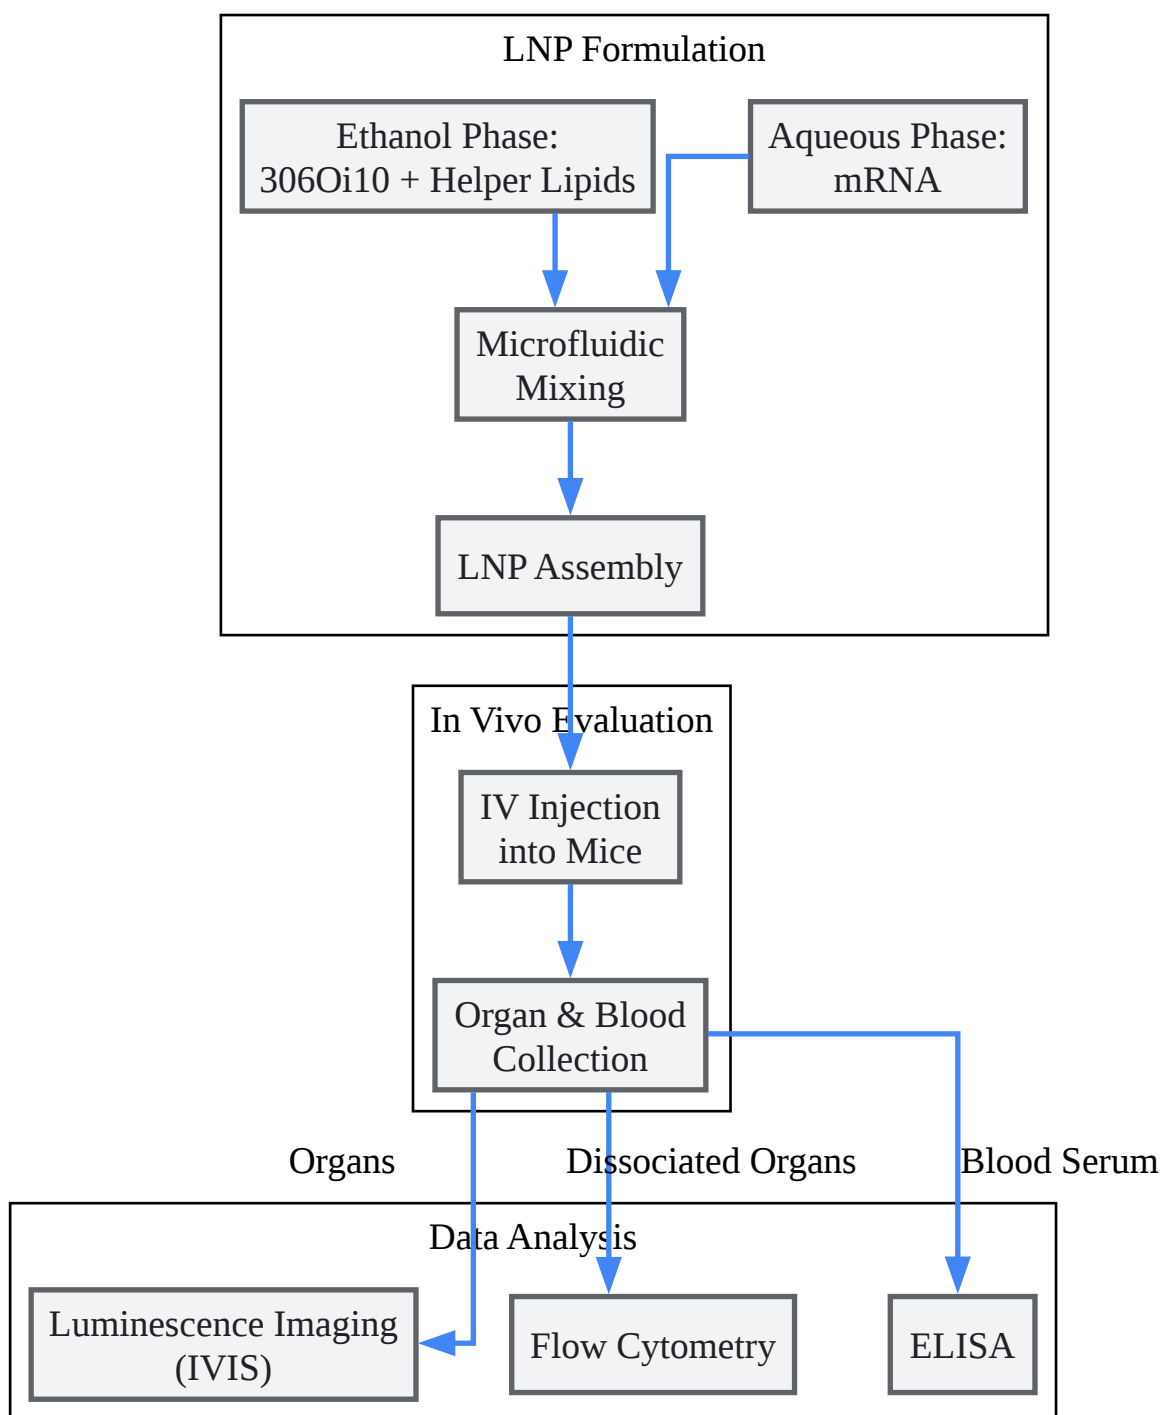 LNP Formulation
Ethanol Phase:
306Oi10 + Helper Lipids
Aqueous Phase:
mRNA
Microfluidic
Mixing
LNP Assembly
In Vivo Evaluation
IV Injection
into Mice
Organ & Blood
Collection
Organs
Dissociated Organs
Blood Serum
Data Analysis
Luminescence Imaging
(IVIS)
Flow Cytometry
ELISA